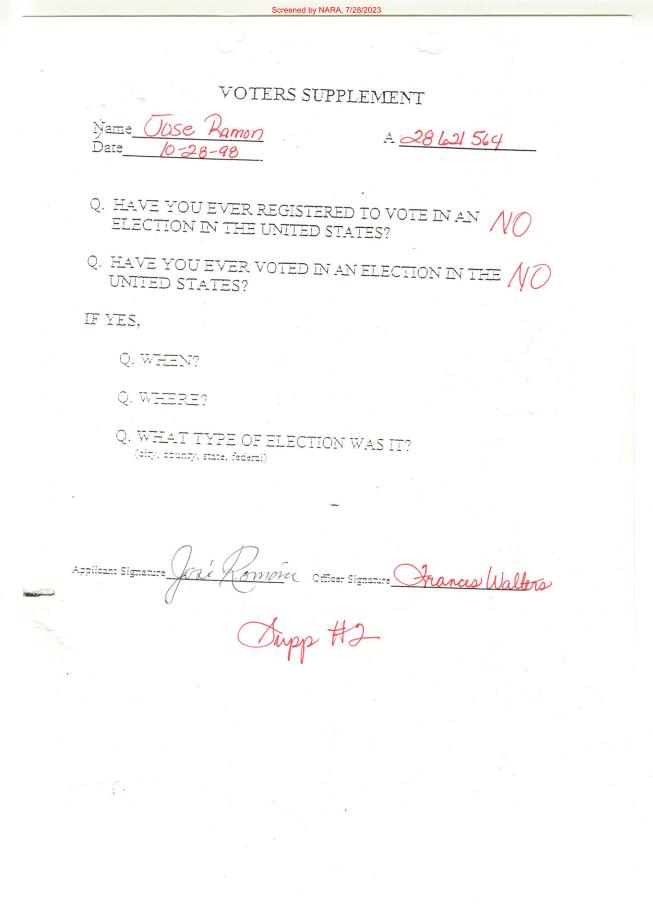 Screened by NARA, 7/28/2023
VOTERS SUPPLEMENT
Name Jose Ramon A 28 621 564
Date 10-28-98
Q. HAVE YOU EVER REGISTERED TO VOTE IN AN NO
ELECTION IN THE UNITED STATES?
Q. HAVE YOU EVER VOTED IN AN ELECTION IN THE NO
UNITED STATES?
IF YES,
Q. WHEN?
Q. WHERE?
Q. WHAT TYPE OF ELECTION WAS IT?
(city, county, state, federal)
Applicant Signature José Ramón Officer Signature Frances Walters
Supp #2